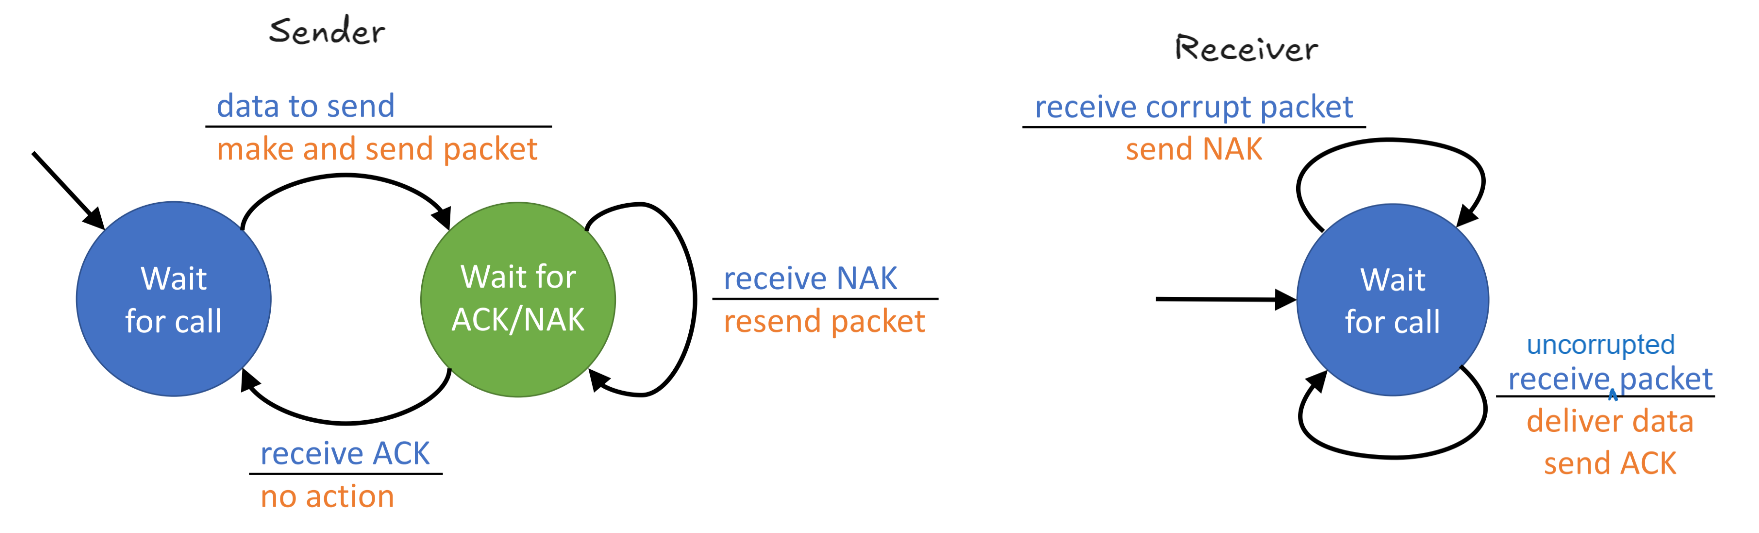 Sender
data to send
make and send packet
Wait
for call
Wait for
ACK/NAK
receive NAK
resend packet
receive ACK
no action
Receiver
receive corrupt packet
send NAK
Wait
for call
uncorrupted
receive packet
deliver data
send ACK